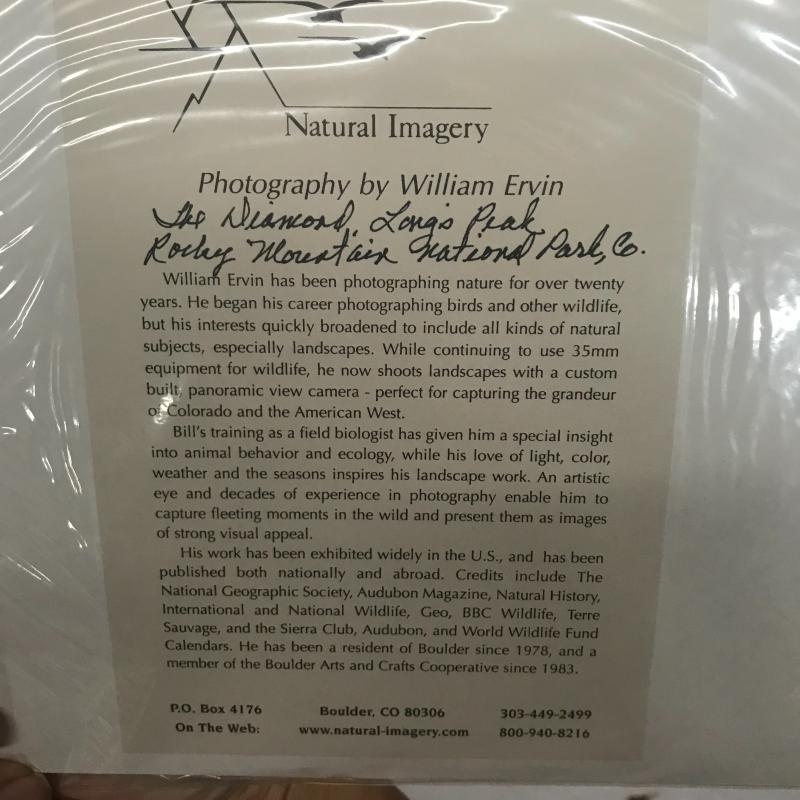 Natural Imagery
Photography by William Ervin
The Diamond, Long's Peak
Rocky Mountain National Park, Co.
William Ervin has been photographing nature for over twenty
years. He began his career photographing birds and other wildlife,
but his interests quickly broadened to include all kinds of natural
subjects, especially landscapes. While continuing to use 35mm
equipment for wildlife, he now shoots landscapes with a custom
built, panoramic view camera - perfect for capturing the grandeur
of Colorado and the American West.
Bill's training as a field biologist has given him a special insight
into animal behavior and ecology, while his love of light, color,
weather and the seasons inspires his landscape work. An artistic
eye and decades of experience in photography enable him to
capture fleeting moments in the wild and present them as images
of strong visual appeal.
His work has been exhibited widely in the U.S., and has been
published both nationally and abroad. Credits include The
National Geographic Society, Audubon Magazine, Natural History,
International and National Wildlife, Geo, BBC Wildlife, Terre
Sauvage, and the Sierra Club, Audubon, and World Wildlife Fund
Calendars. He has been a resident of Boulder since 1978, and a
member of the Boulder Arts and Crafts Cooperative since 1983.
P.O. Box 4176 Boulder, CO 80306 303-449-2499
On The Web: www.natural-imagery.com 800-940-8216